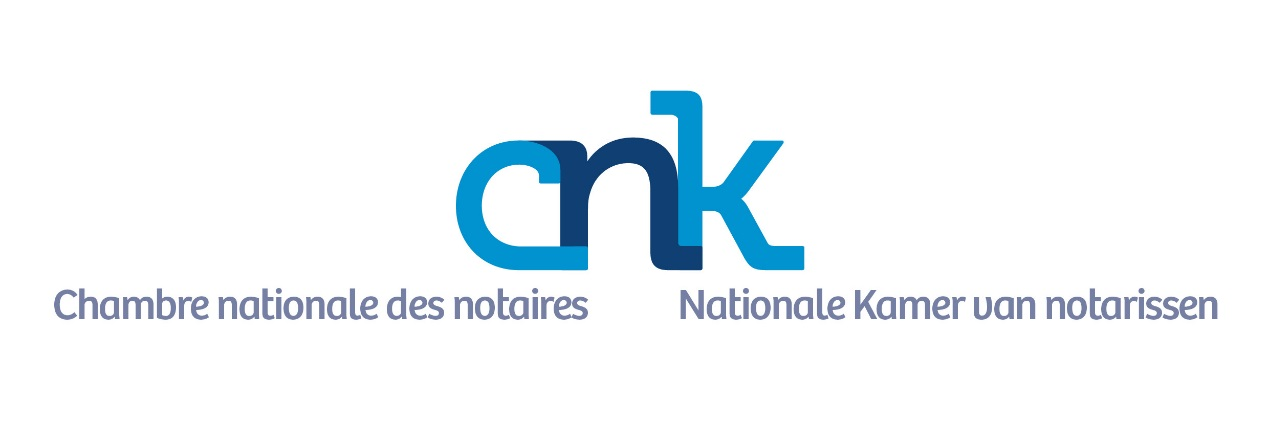 cnk
Chambre nationale des notaires
Nationale Kamer van notarissen